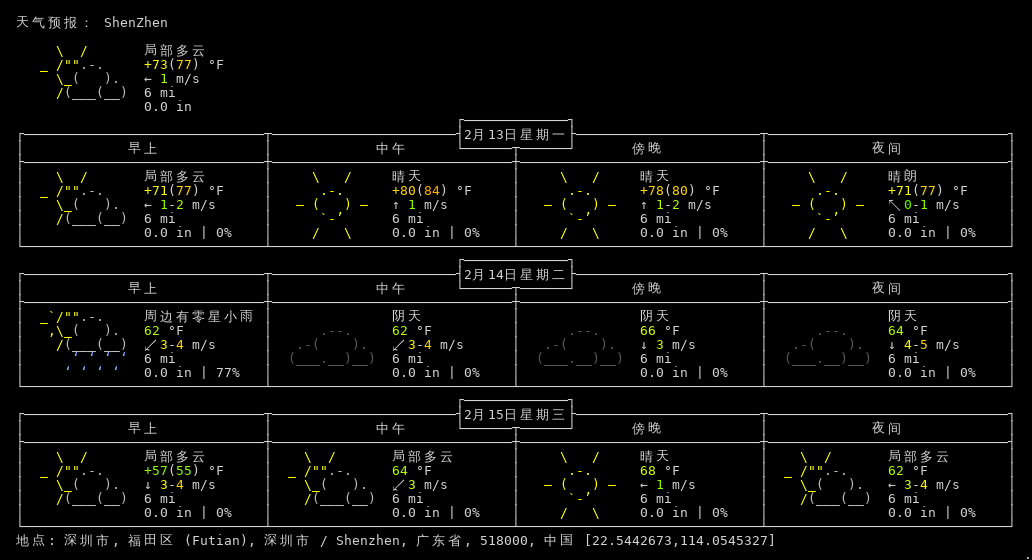 天气预报： ShenZhen
局部多云
+73(77) °F
← 1 m/s
6 mi
0.0 in
2月13日星期一
早上 中午 傍晚 夜间
局部多云 晴天 晴天 晴朗
+71(77) °F +80(84) °F +78(80) °F +71(77) °F
← 1-2 m/s ↑ 1 m/s ↑ 1-2 m/s ↖ 0-1 m/s
6 mi 6 mi 6 mi 6 mi
0.0 in | 0% 0.0 in | 0% 0.0 in | 0% 0.0 in | 0%
2月14日星期二
早上 中午 傍晚 夜间
周边有零星小雨 阴天 阴天 阴天
62 °F 62 °F 66 °F 64 °F
↙ 3-4 m/s ↙ 3-4 m/s ↓ 3 m/s ↓ 4-5 m/s
6 mi 6 mi 6 mi 6 mi
0.0 in | 77% 0.0 in | 0% 0.0 in | 0% 0.0 in | 0%
2月15日星期三
早上 中午 傍晚 夜间
局部多云 局部多云 晴天 局部多云
+57(55) °F 64 °F 68 °F 62 °F
↓ 3-4 m/s ↙ 3 m/s ← 1 m/s ← 3-4 m/s
6 mi 6 mi 6 mi 6 mi
0.0 in | 0% 0.0 in | 0% 0.0 in | 0% 0.0 in | 0%
地点: 深圳市, 福田区 (Futian), 深圳市 / Shenzhen, 广东省, 518000, 中国 [22.5442673,114.0545327]